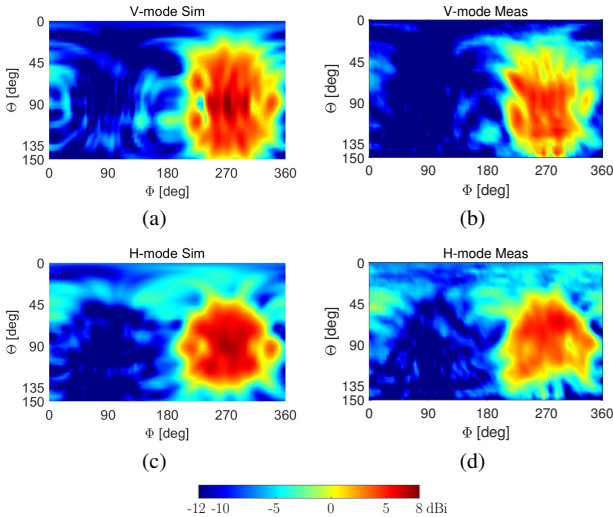 V-mode Sim
V-mode Meas
0
45
90
135
150
Θ [deg]
0 90 180 270 360
Φ [deg]
(a)
0
45
90
135
150
Θ [deg]
0 90 180 270 360
Φ [deg]
(b)
H-mode Sim
H-mode Meas
0
45
90
135
150
Θ [deg]
0 90 180 270 360
Φ [deg]
(c)
0
45
90
135
150
Θ [deg]
0 90 180 270 360
Φ [deg]
(d)
-12 -10 -5 0 5 8 dBi